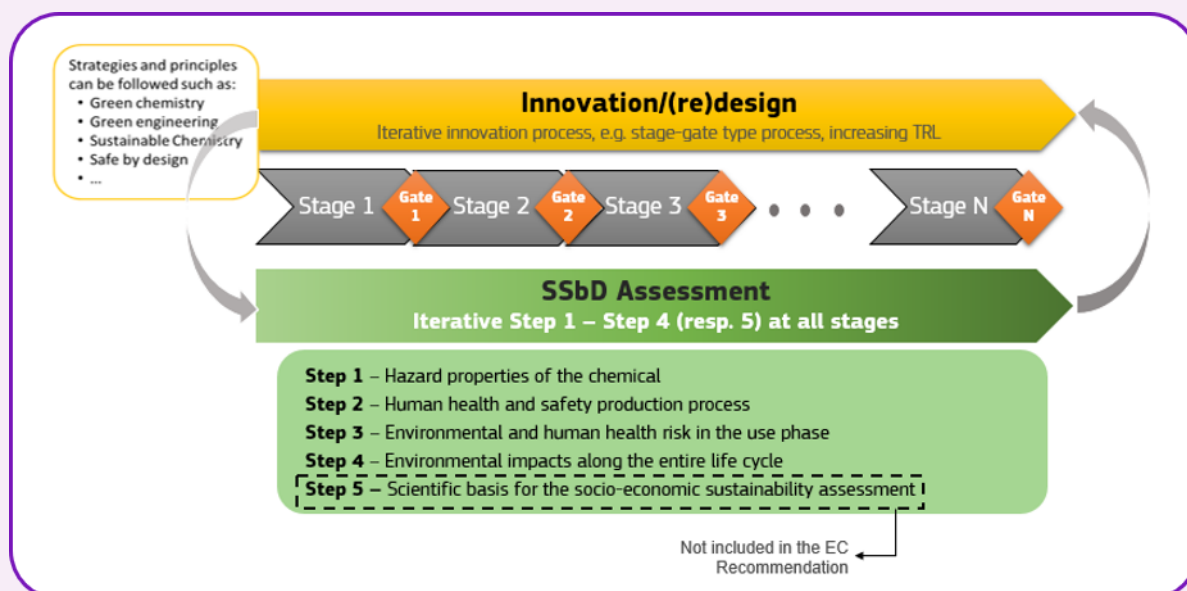 Strategies and principles
can be followed such as:
• Green chemistry
• Green engineering
• Sustainable Chemistry
• Safe by design
• ...
Innovation/(re)design
Iterative innovation process, e.g. stage-gate type process, increasing TRL
Stage 1
Gate
1
Stage 2
Gate
2
Stage 3
Gate
3
• • •
Stage N
Gate
N
SSbD Assessment
Iterative Step 1 – Step 4 (resp. 5) at all stages
Step 1 – Hazard properties of the chemical
Step 2 – Human health and safety production process
Step 3 – Environmental and human health risk in the use phase
Step 4 – Environmental impacts along the entire life cycle
Step 5 – Scientific basis for the socio-economic sustainability assessment
Not included in the EC
Recommendation